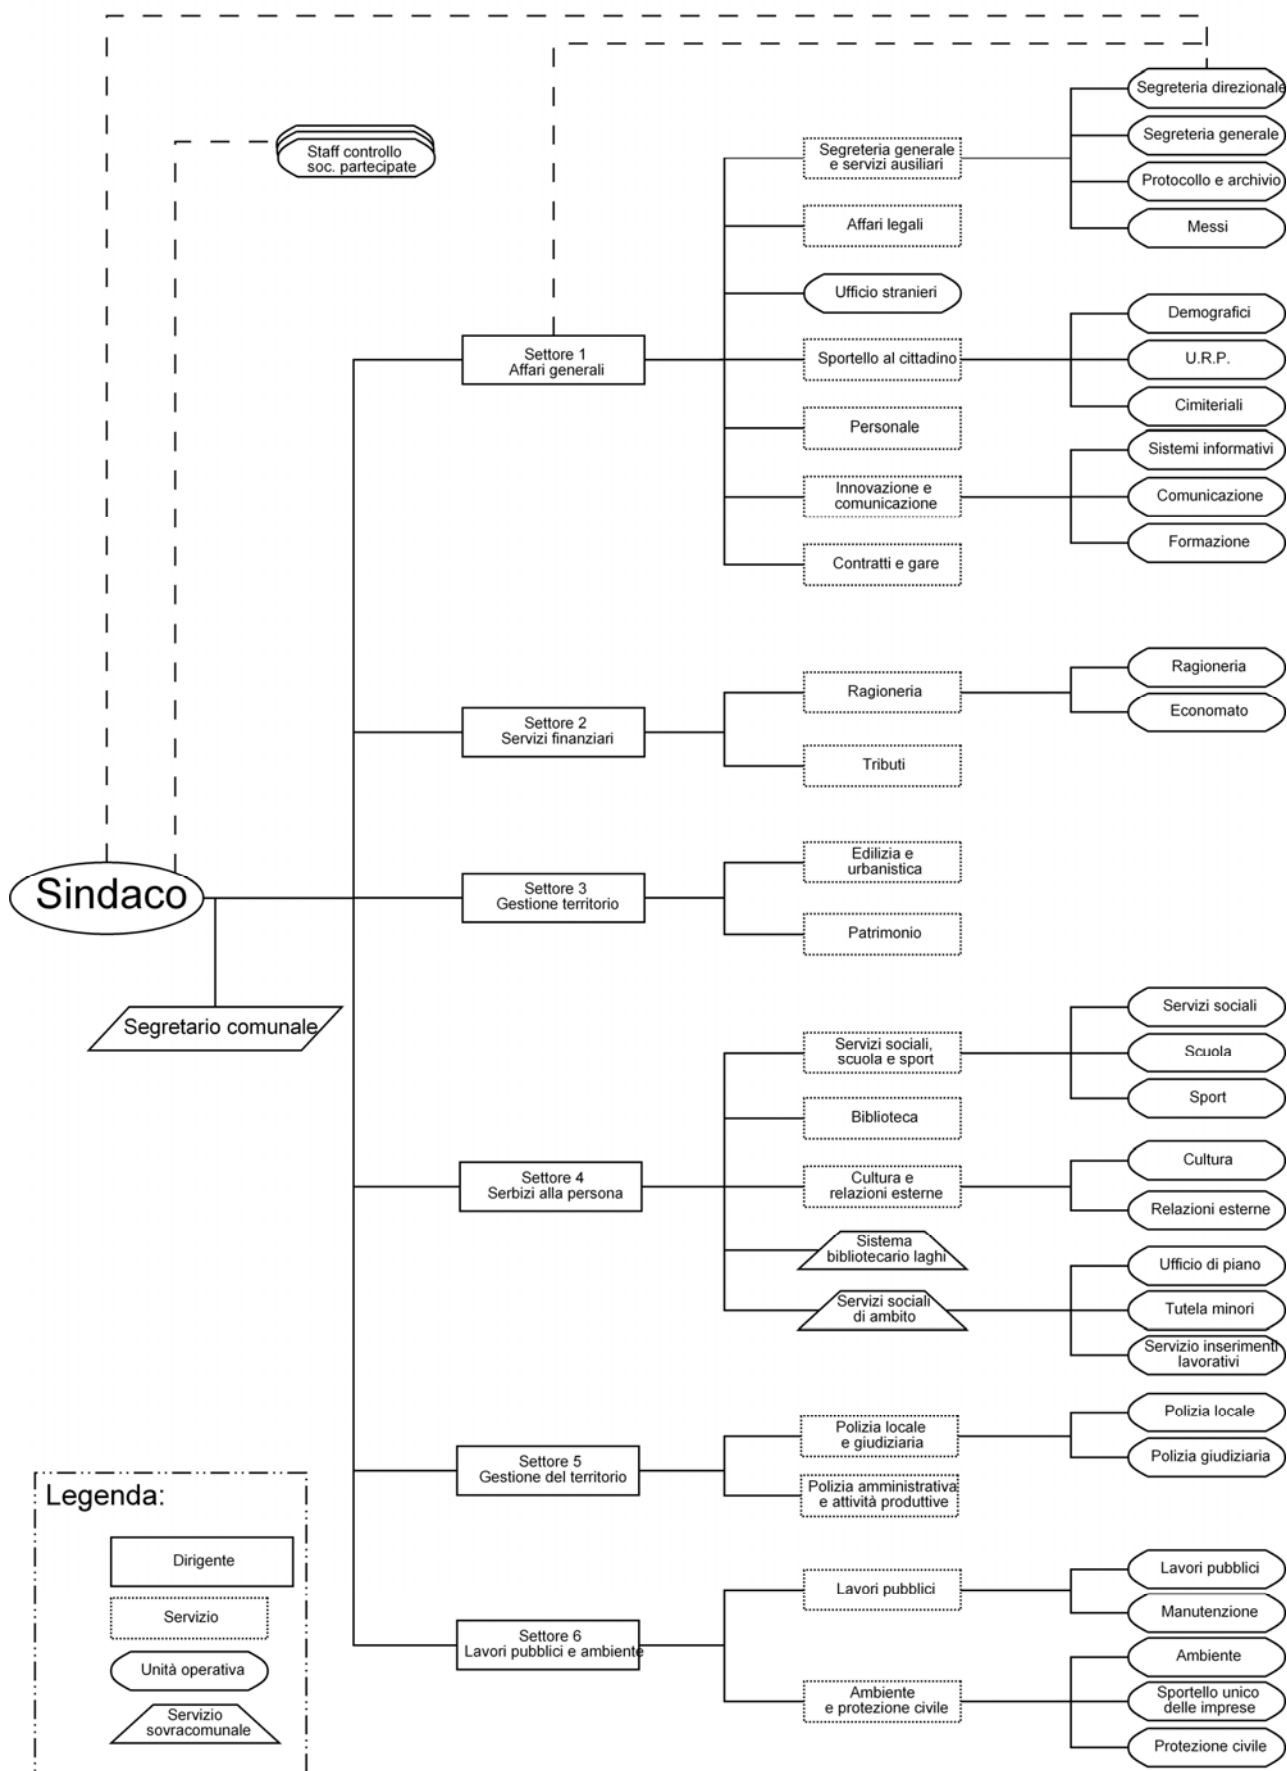 Staff controllo
soc. partecipate
Sindaco
Segretario comunale
Settore 1
Affari generali
Segreteria generale
e servizi ausiliari
Segreteria direzionale
Segreteria generale
Protocollo e archivio
Messi
Affari legali
Ufficio stranieri
Sportello al cittadino
Demografici
U.R.P.
Cimiteriali
Personale
Innovazione e
comunicazione
Sistemi informativi
Comunicazione
Formazione
Contratti e gare
Settore 2
Servizi finanziari
Ragioneria
Ragioneria
Economato
Tributi
Settore 3
Gestione territorio
Edilizia e
urbanistica
Patrimonio
Settore 4
Serbizi alla persona
Servizi sociali,
scuola e sport
Servizi sociali
Scuola
Sport
Biblioteca
Cultura e
relazioni esterne
Cultura
Relazioni esterne
Sistema
bibliotecario laghi
Servizi sociali
di ambito
Ufficio di piano
Tutela minori
Servizio inserimenti
lavorativi
Settore 5
Gestione del territorio
Polizia locale
e giudiziaria
Polizia locale
Polizia giudiziaria
Polizia amministrativa
e attività produttive
Settore 6
Lavori pubblici e ambiente
Lavori pubblici
Lavori pubblici
Manutenzione
Ambiente
e protezione civile
Ambiente
Sportello unico
delle imprese
Protezione civile
Legenda:
Dirigente
Servizio
Unità operativa
Servizio
sovracomunale